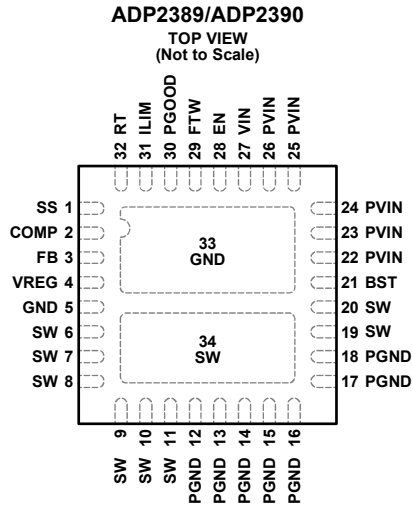 ADP2389/ADP2390
TOP VIEW
(Not to Scale)
32 RT
31 ILIM
30 PGOOD
29 FTW
28 EN
27 VIN
26 PVIN
25 PVIN
SS 1
COMP 2
FB 3
VREG 4
GND 5
SW 6
SW 7
SW 8
33
GND
34
SW
24 PVIN
23 PVIN
22 PVIN
21 BST
20 SW
19 SW
18 PGND
17 PGND
SW 9
SW 10
SW 11
PGND 12
PGND 13
PGND 14
PGND 15
PGND 16